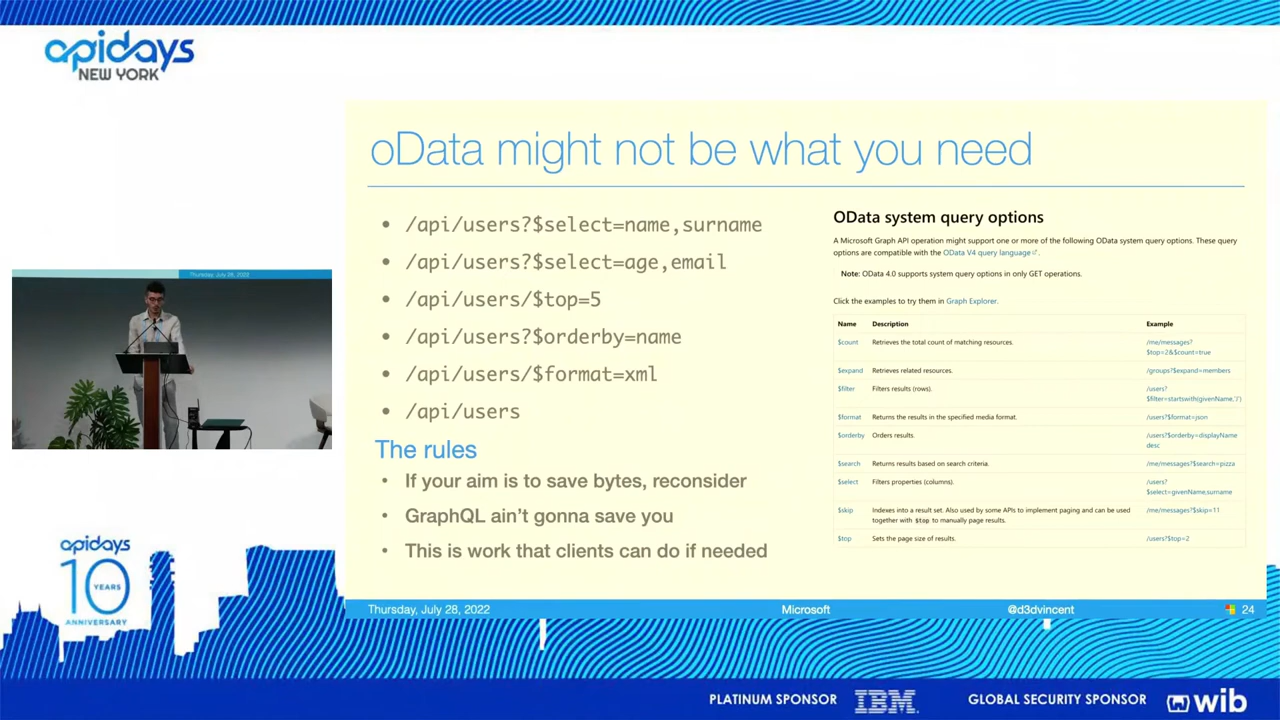 apidays
NEW YORK
oData might not be what you need
• /api/users?$select=name,surname
• /api/users?$select=age,email
• /api/users/$top=5
• /api/users?$orderby=name
• /api/users/$format=xml
• /api/users
The rules
• If your aim is to save bytes, reconsider
• GraphQL ain't gonna save you
• This is work that clients can do if needed
OData system query options
A Microsoft Graph API operation might support one or more of the following OData system query options. These query
options are compatible with the OData V4 query language.
Note: OData 4.0 supports system query options in only GET operations.
Click the examples to try them in Graph Explorer.
Name Description Example
$count Retrieves the total count of matching resources. /me/messages?
$top=2&$count=true
$expand Retrieves related resources. /groups?$expand=members
$filter Filters results (rows). /users?
$filter=startswith(givenName,'J')
$format Returns the results in the specified media format. /users?$format=json
$orderby Orders results. /users?$orderby=displayName
desc
$search Returns results based on search criteria. /me/messages?$search=pizza
$select Filters properties (columns). /users?
$select=givenName,surname
$skip Indexes into a result set. Also used by some APIs to implement paging and can be used /me/messages?$skip=11
together with $top to manually page results.
$top Sets the page size of results. /users?$top=2
Thursday, July 28, 2022 Microsoft @d3dvincent 24
Thursday, July 28, 2022
apidays
10
YEARS
ANNIVERSARY
PLATINUM SPONSOR IBM GLOBAL SECURITY SPONSOR wib